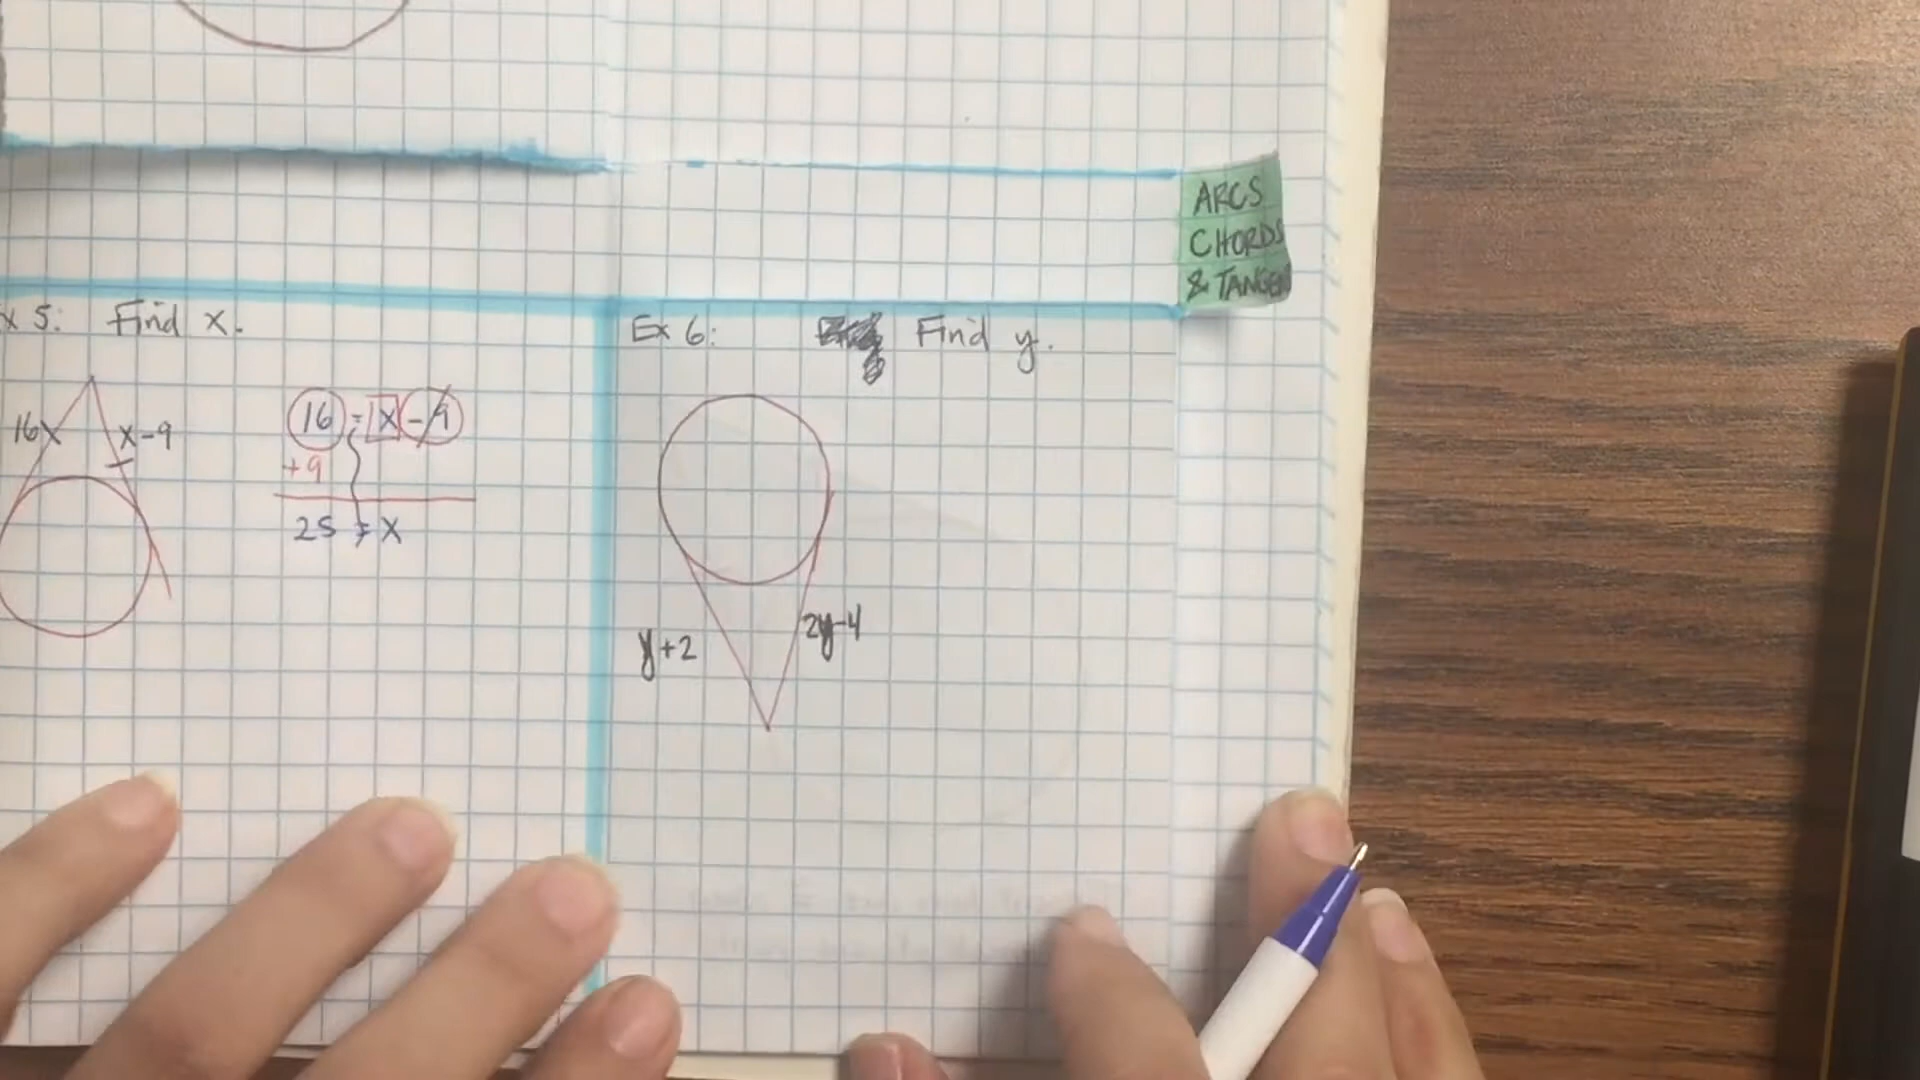 ARCS
CHORDS
& TANGEN
x 5: Find x.
16 x-9
16 = x - 9
+9
25 = x
Ex 6: Find y.
y+2
2y-4